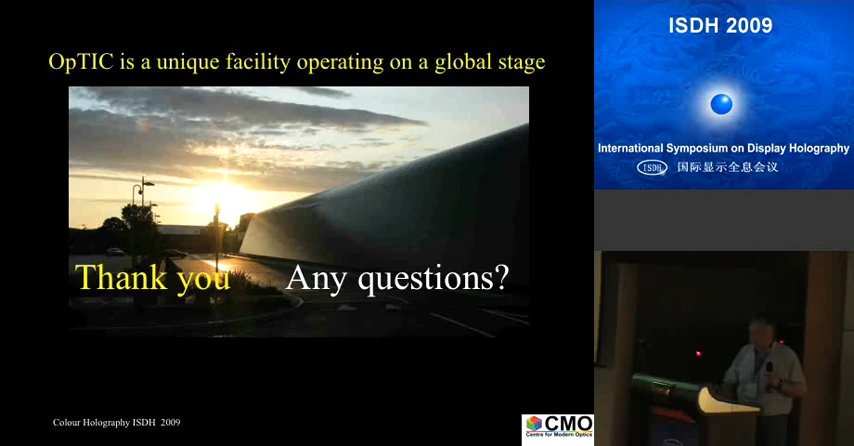 OpTIC is a unique facility operating on a global stage
Thank you Any questions?
Colour Holography ISDH 2009
CMO
Centre for Modern Optics
ISDH 2009
International Symposium on Display Holography
ISDH 国际显示全息会议